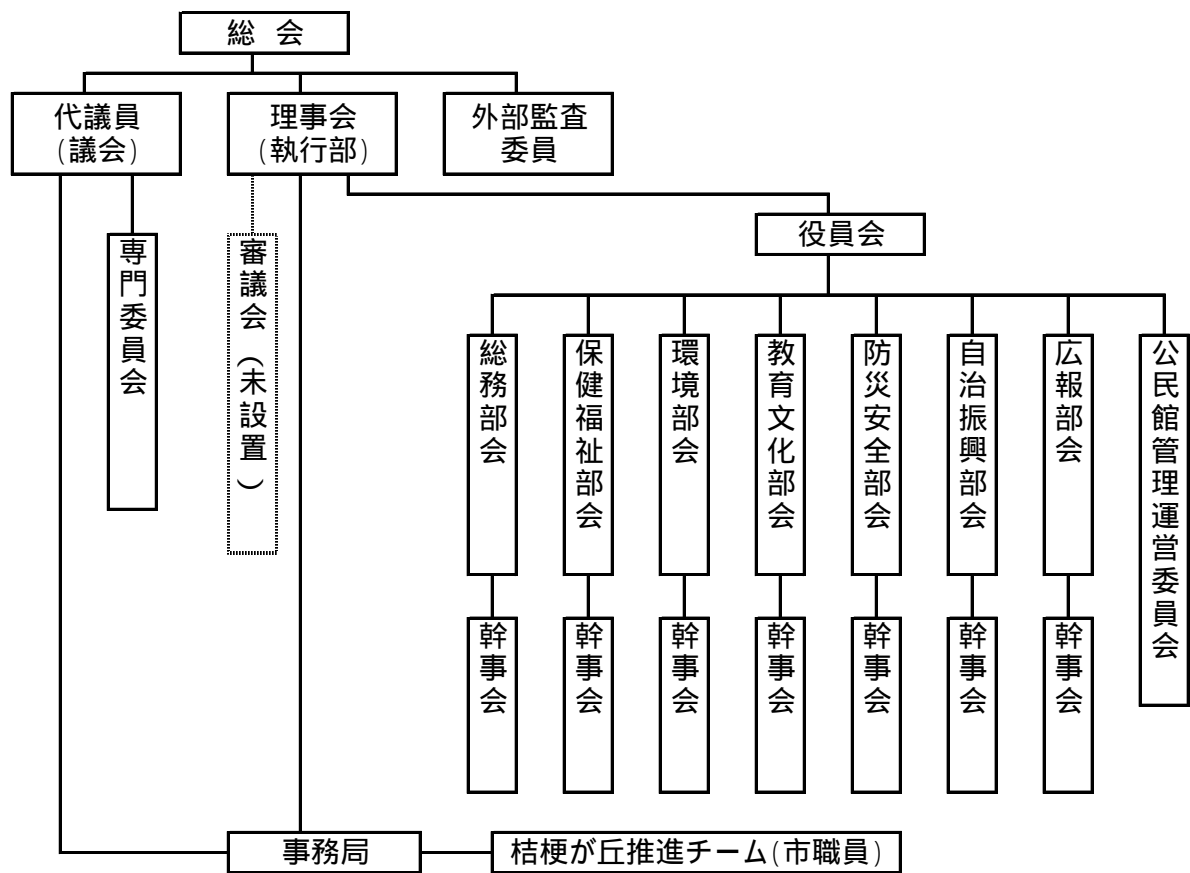 総 会
代議員
(議会)
理事会
(執行部)
外部監査
委員
役員会
専門委員会
審議会(未設置)
総務部会
保健福祉部会
環境部会
教育文化部会
防災安全部会
自治振興部会
広報部会
公民館管理運営委員会
幹事会
幹事会
幹事会
幹事会
幹事会
幹事会
幹事会
事務局
桔梗が丘推進チーム(市職員)